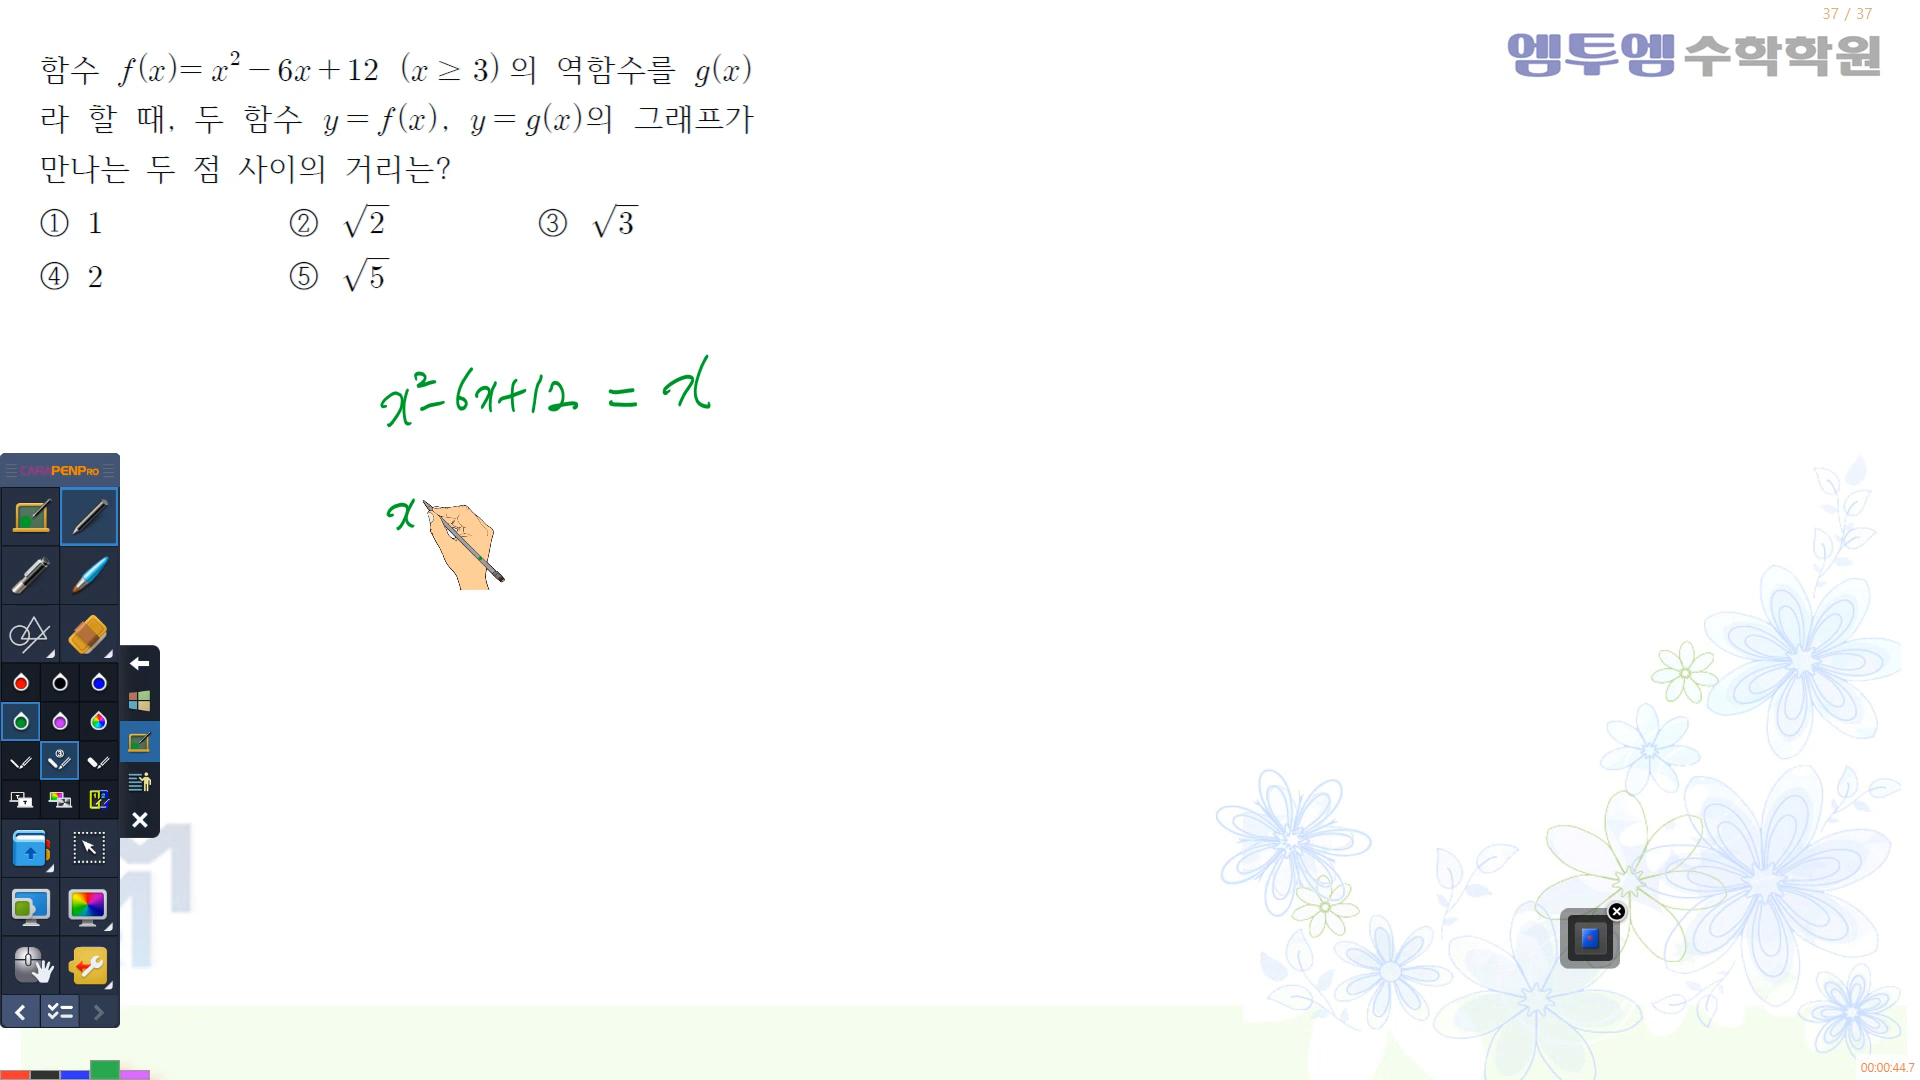 37 / 37
엠투엠 수학학원
함수 f(x)= x² − 6x + 12 (x ≥ 3) 의 역함수를 g(x)
라 할 때, 두 함수 y = f(x), y = g(x)의 그래프가
만나는 두 점 사이의 거리는?
① 1 ② √2 ③ √3
④ 2 ⑤ √5
x² − 6x + 12 = x
CARAPENPRO
x
00:00:44.7